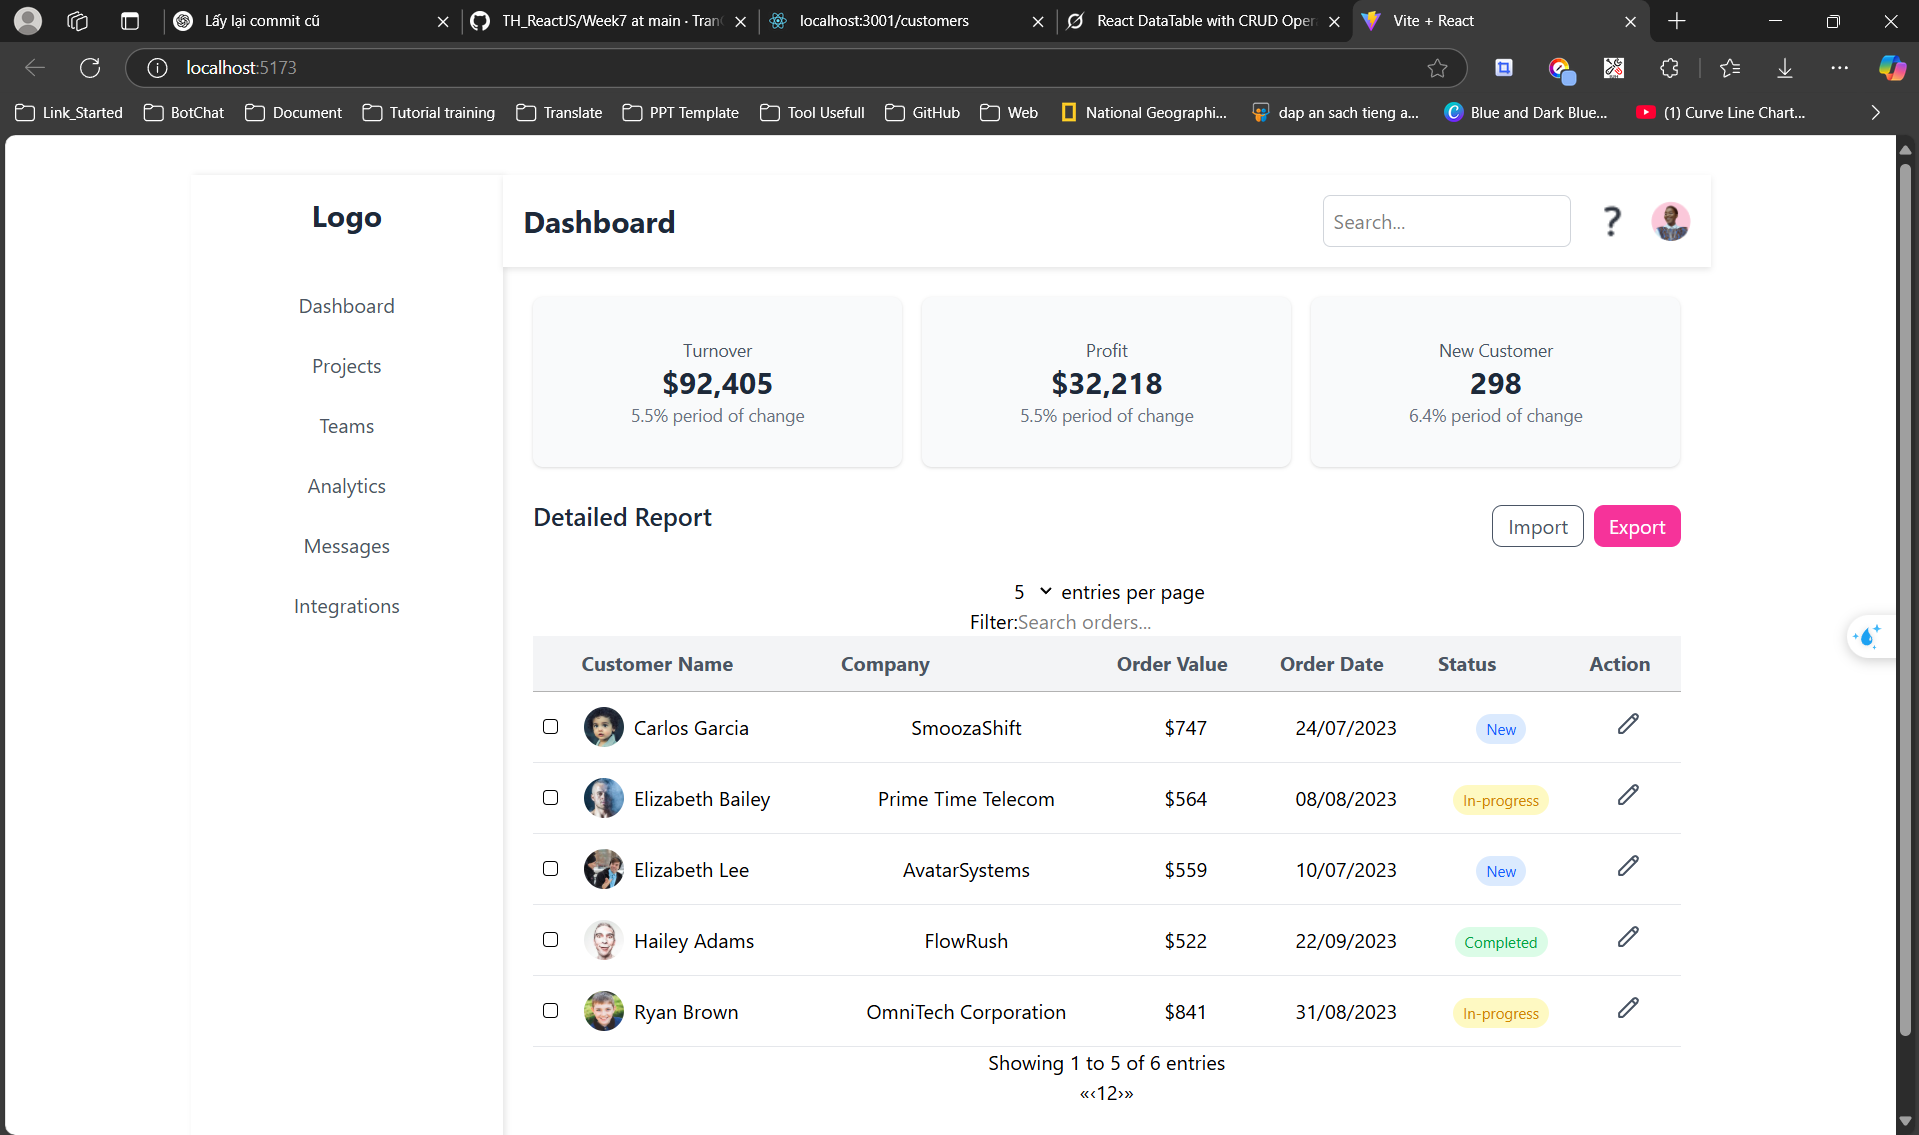 Lấy lại commit cũ
TH_ReactJS/Week7 at main · Tran
localhost:3001/customers
React DataTable with CRUD Oper
Vite + React
localhost:5173
Link_Started BotChat Document Tutorial training Translate PPT Template Tool Usefull GitHub Web National Geographi... dap an sach tieng a... Blue and Dark Blue... (1) Curve Line Chart...
Logo
Dashboard
Projects
Teams
Analytics
Messages
Integrations
Dashboard
Search...
?
Turnover
$92,405
5.5% period of change
Profit
$32,218
5.5% period of change
New Customer
298
6.4% period of change
Detailed Report
Import
Export
5 entries per page
Filter:Search orders...
Customer Name Company Order Value Order Date Status Action
Carlos Garcia SmoozaShift $747 24/07/2023 New
Elizabeth Bailey Prime Time Telecom $564 08/08/2023 In-progress
Elizabeth Lee AvatarSystems $559 10/07/2023 New
Hailey Adams FlowRush $522 22/09/2023 Completed
Ryan Brown OmniTech Corporation $841 31/08/2023 In-progress
Showing 1 to 5 of 6 entries
«‹12›»